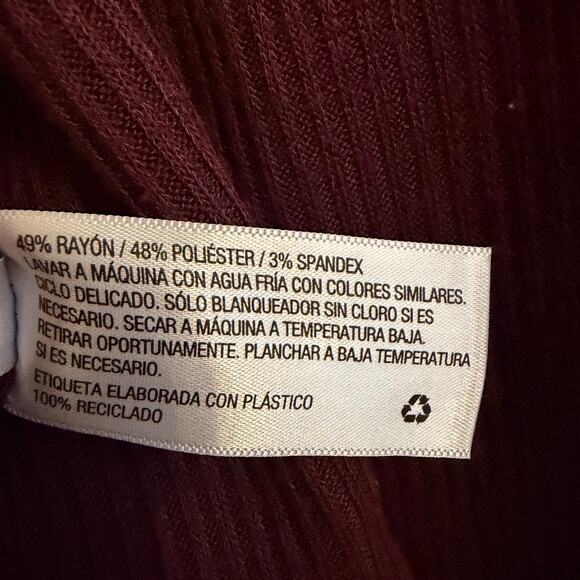 49% RAYÓN / 48% POLIÉSTER / 3% SPANDEX
LAVAR A MÁQUINA CON AGUA FRÍA CON COLORES SIMILARES.
CICLO DELICADO. SÓLO BLANQUEADOR SIN CLORO SI ES
NECESARIO. SECAR A MÁQUINA A TEMPERATURA BAJA.
RETIRAR OPORTUNAMENTE. PLANCHAR A BAJA TEMPERATURA
SI ES NECESARIO.
ETIQUETA ELABORADA CON PLÁSTICO
100% RECICLADO